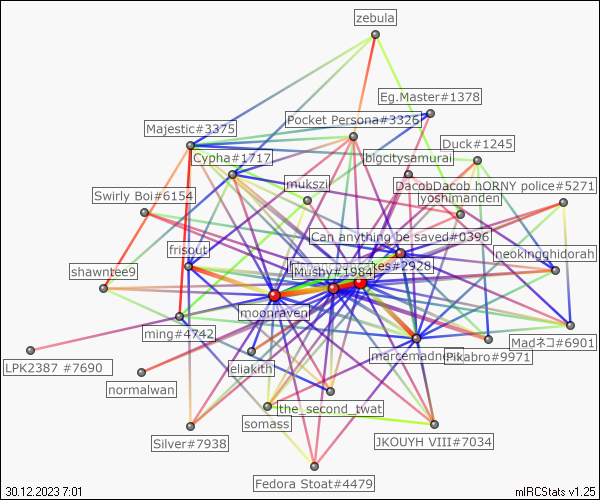 zebula
Eg.Master#1378
Pocket Persona#3326
Majestic#3375
Duck#1245
Cypha#1717
bigcitysamurai
mukszi
DacobDacob hORNY police#5271
Swirly Boi#6154
yoshimanden
Can anything be saved#0396
frisout
neokingghidorah
shawntee9
Mushy#1984
es#2928
moonraven
ming#4742
Madネコ#6901
marcemadne
Pikabro#9971
LPK2387 #7690
eliakith
normalwan
the_second_twat
somass
Silver#7938
JKOUYH VIII#7034
Fedora Stoat#4479
30.12.2023 7:01
mIRCStats v1.25